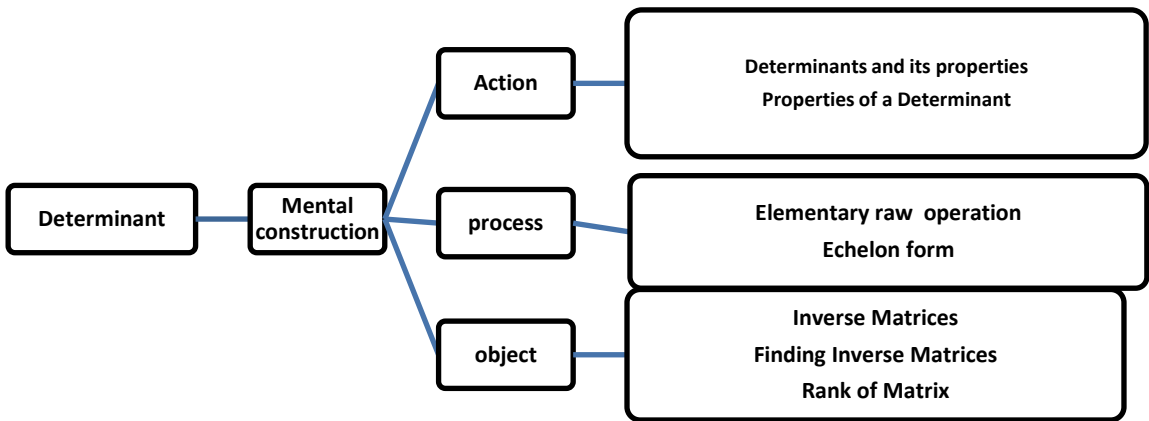 Determinant
Mental
construction
Action
Determinants and its properties
Properties of a Determinant
process
Elementary raw operation
Echelon form
object
Inverse Matrices
Finding Inverse Matrices
Rank of Matrix